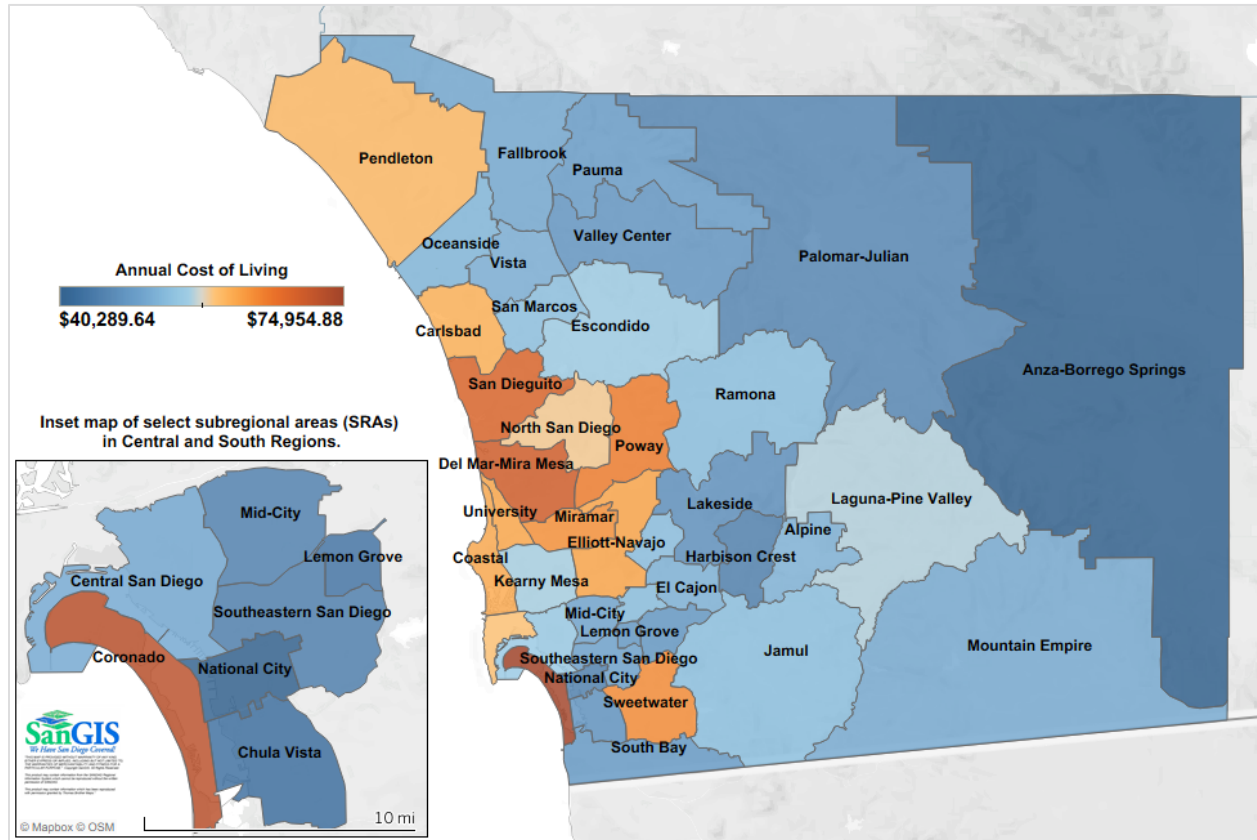 Pendleton
Fallbrook
Pauma
Oceanside
Vista
Valley Center
Palomar-Julian
Annual Cost of Living
$40,289.64 $74,954.88
San Marcos
Escondido
Carlsbad
Anza-Borrego Springs
San Dieguito
Ramona
North San Diego
Poway
Del Mar-Mira Mesa
Laguna-Pine Valley
Lakeside
University
Miramar
Alpine
Elliott-Navajo
Harbison Crest
Coastal
Kearny Mesa
El Cajon
Mid-City
Lemon Grove
Jamul
Mountain Empire
Southeastern San Diego
National City
Sweetwater
South Bay
Inset map of select subregional areas (SRAs)
in Central and South Regions.
Mid-City
Lemon Grove
Central San Diego
Southeastern San Diego
Coronado
National City
Chula Vista
SanGIS
We Have San Diego Covered!
10 mi
© Mapbox © OSM